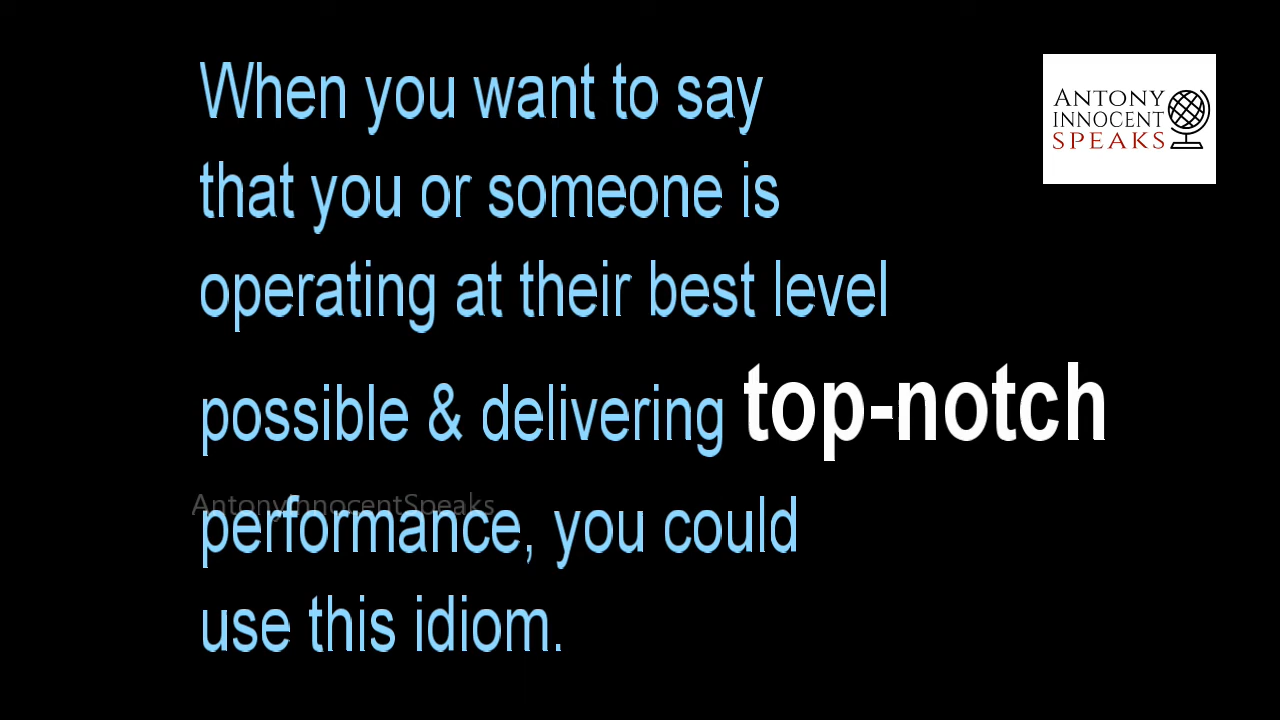 When you want to say
that you or someone is
operating at their best level
possible & delivering top-notch
performance, you could
use this idiom.
ANTONY
INNOCENT
SPEAKS
AntonyInnocentSpeaks